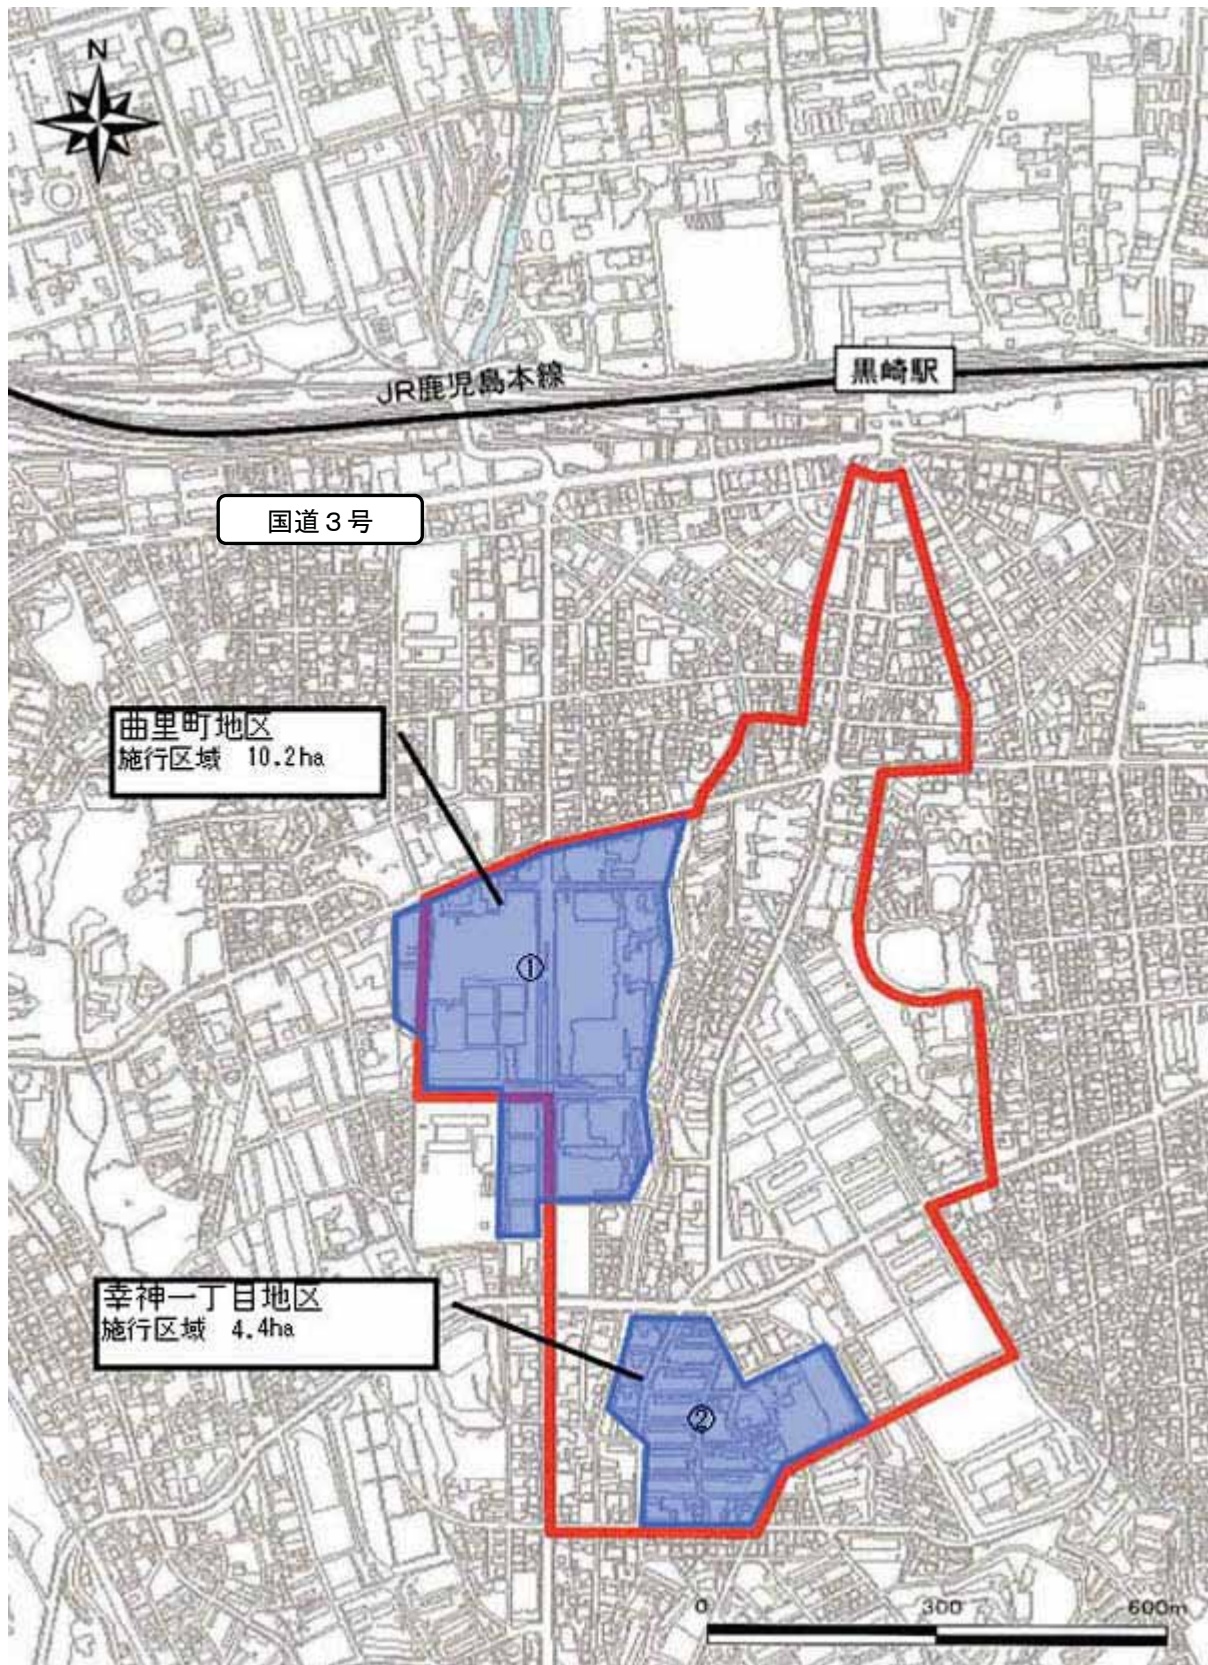 N
JR鹿児島本線
黒崎駅
国道3号
曲里町地区
施行区域 10.2ha
①
幸神一丁目地区
施行区域 4.4ha
②
0 300 600m